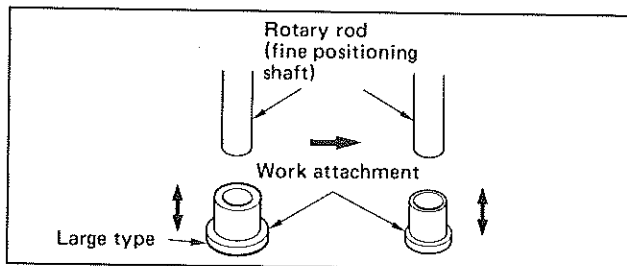 Rotary rod
(fine positioning
shaft)
Work attachment
Large type